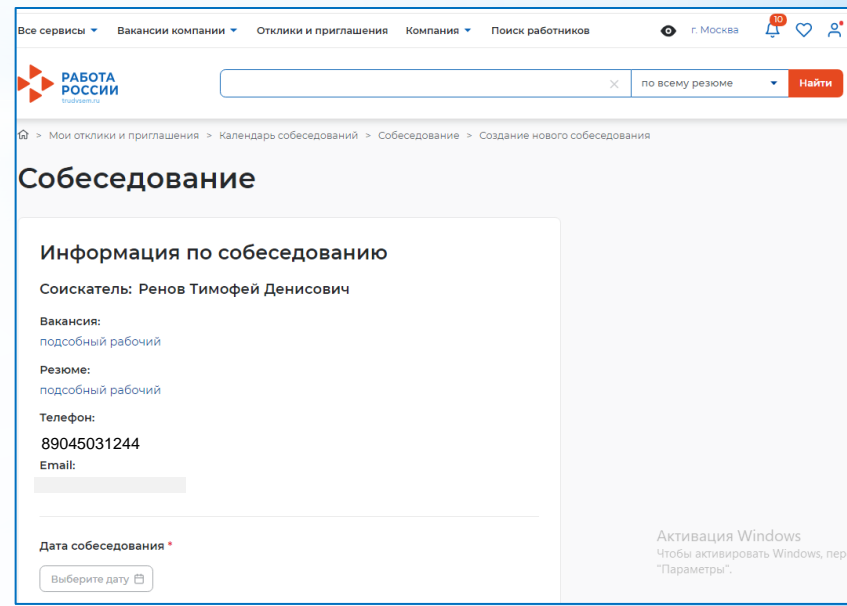 Все сервисы Вакансии компании Отклики и приглашения Компания Поиск работников г. Москва 10
РАБОТА
РОССИИ
trudvsem.ru
по всему резюме Найти
> Мои отклики и приглашения > Календарь собеседований > Собеседование > Создание нового собеседования
Собеседование
Информация по собеседованию
Соискатель: Ренов Тимофей Денисович
Вакансия:
подсобный рабочий
Резюме:
подсобный рабочий
Телефон:
89045031244
Email:
Дата собеседования *
Выберите дату
Активация Windows
Чтобы активировать Windows, пер
"Параметры".